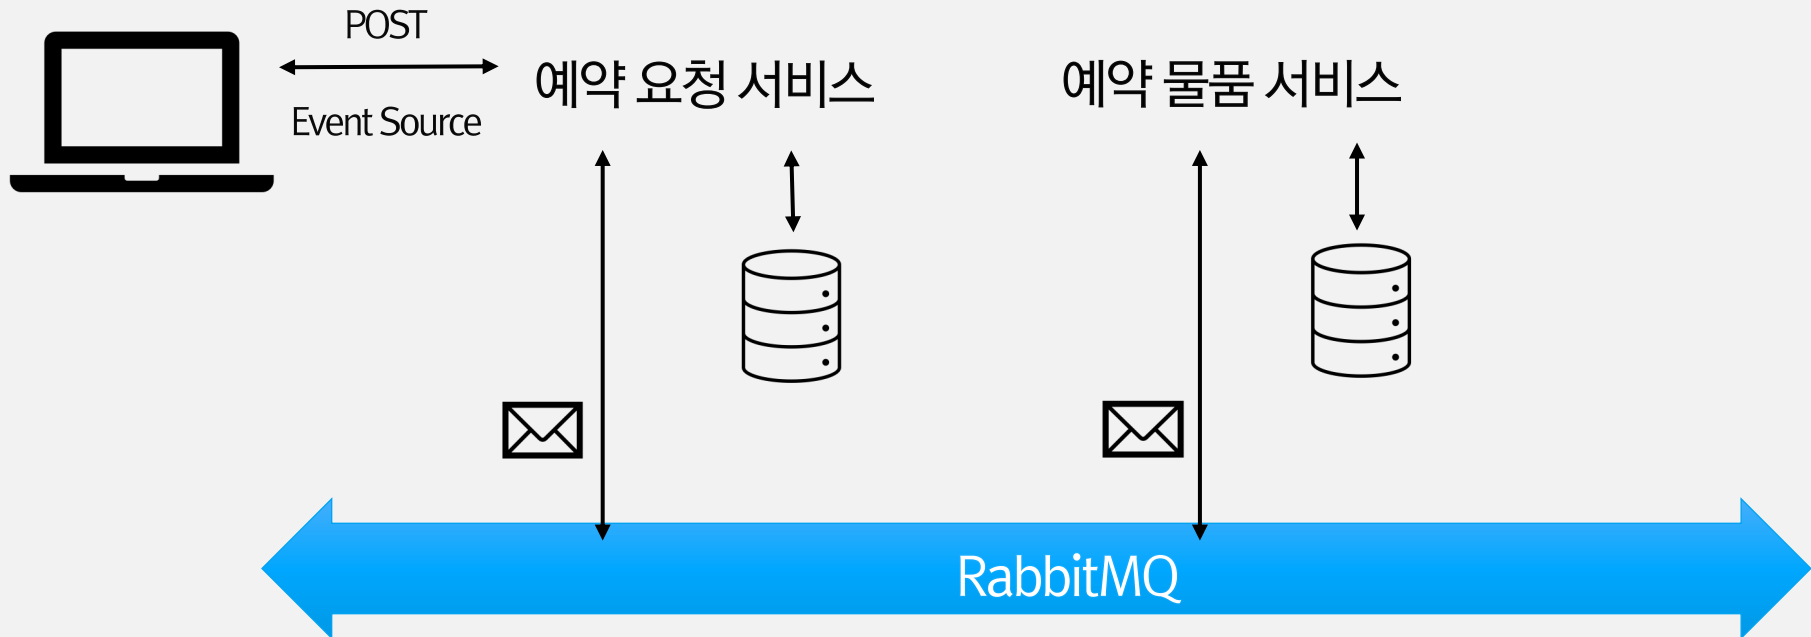 POST
Event Source
예약 요청 서비스
예약 물품 서비스
RabbitMQ